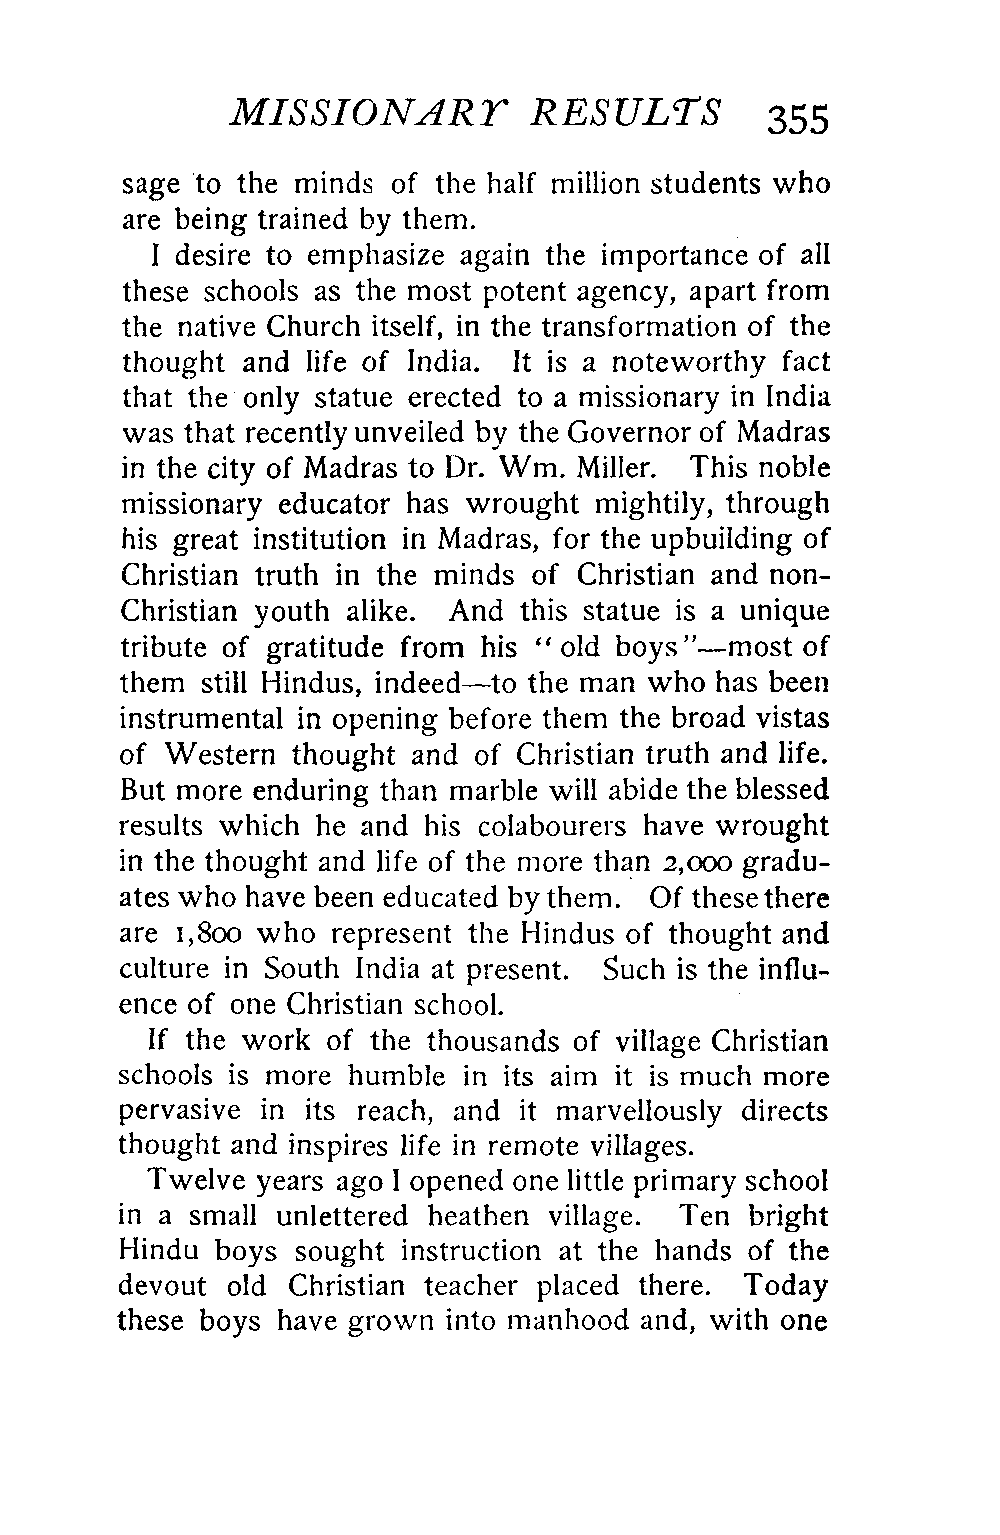 MISSIONARY RESULTS 355
sage to the minds of the half million students who
are being trained by them.
I desire to emphasize again the importance of all
these schools as the most potent agency, apart from
the native Church itself, in the transformation of the
thought and life of India. It is a noteworthy fact
that the only statue erected to a missionary in India
was that recently unveiled by the Governor of Madras
in the city of Madras to Dr. Wm. Miller. This noble
missionary educator has wrought mightily, through
his great institution in Madras, for the upbuilding of
Christian truth in the minds of Christian and non-
Christian youth alike. And this statue is a unique
tribute of gratitude from his “old boys”—most of
them still Hindus, indeed—to the man who has been
instrumental in opening before them the broad vistas
of Western thought and of Christian truth and life.
But more enduring than marble will abide the blessed
results which he and his colabourers have wrought
in the thought and life of the more than 2,000 gradu-
ates who have been educated by them. Of these there
are 1,800 who represent the Hindus of thought and
culture in South India at present. Such is the influ-
ence of one Christian school.
If the work of the thousands of village Christian
schools is more humble in its aim it is much more
pervasive in its reach, and it marvellously directs
thought and inspires life in remote villages.
Twelve years ago I opened one little primary school
in a small unlettered heathen village. Ten bright
Hindu boys sought instruction at the hands of the
devout old Christian teacher placed there. Today
these boys have grown into manhood and, with one